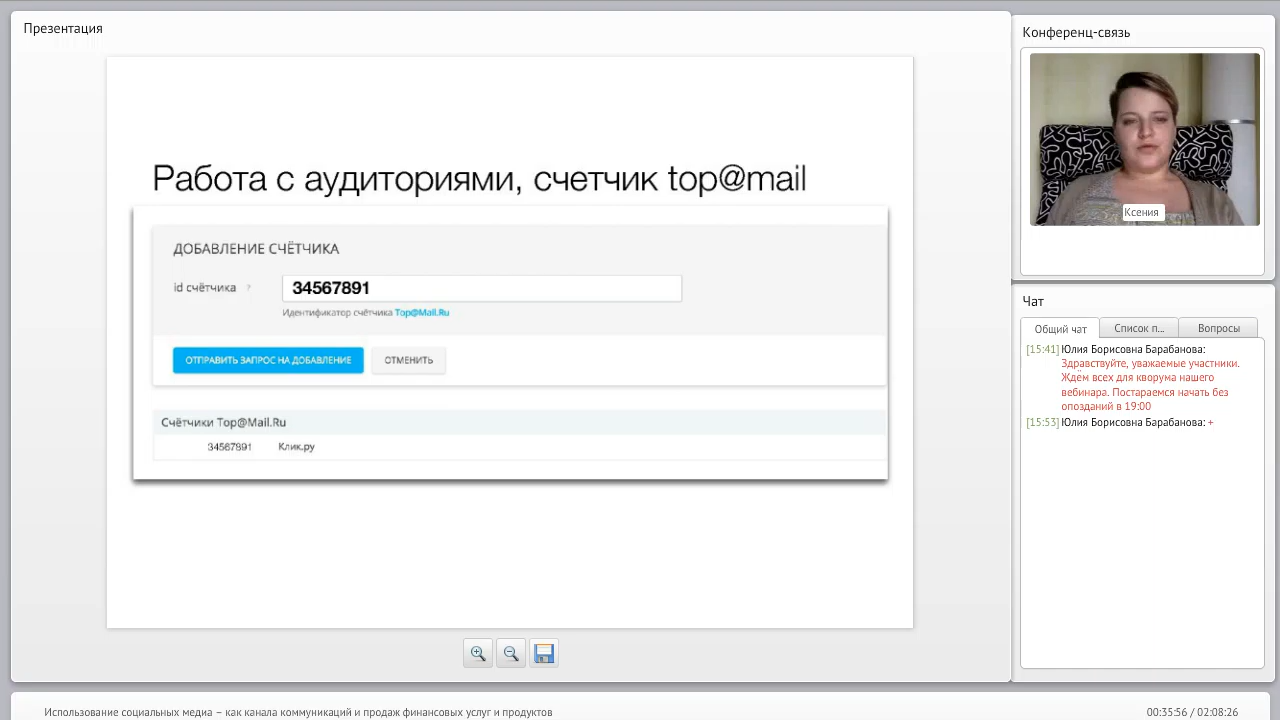 Презентация
Работа с аудиториями, счетчик top@mail
ДОБАВЛЕНИЕ СЧЁТЧИКА
id счётчика ?
34567891
Идентификатор счётчика Top@Mail.Ru
ОТПРАВИТЬ ЗАПРОС НА ДОБАВЛЕНИЕ
ОТМЕНИТЬ
Счётчики Top@Mail.Ru
34567891 Клик.ру
Конференц-связь
Ксения
Чат
Общий чат
Список п...
Вопросы
[15:41] Юлия Борисовна Барабанова:
Здравствуйте, уважаемые участники.
Ждём всех для кворума нашего
вебинара. Постараемся начать без
опозданий в 19:00
[15:53] Юлия Борисовна Барабанова: +
Использование социальных медиа – как канала коммуникаций и продаж финансовых услуг и продуктов
00:35:56 / 02:08:26